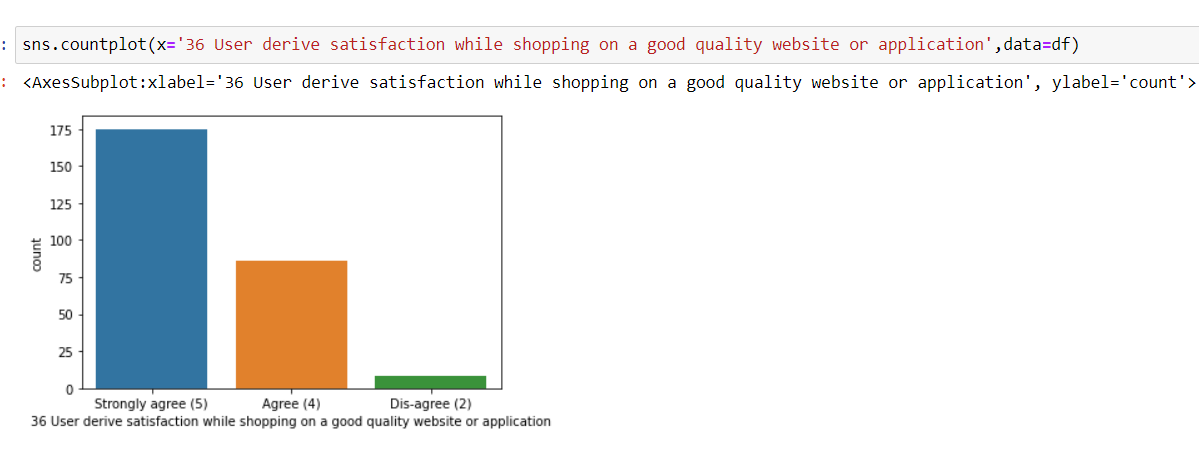 : sns.countplot(x='36 User derive satisfaction while shopping on a good quality website or application',data=df)
: <AxesSubplot:xlabel='36 User derive satisfaction while shopping on a good quality website or application', ylabel='count'>
175
150
125
100
75
50
25
0
count
Strongly agree (5) Agree (4) Dis-agree (2)
36 User derive satisfaction while shopping on a good quality website or application